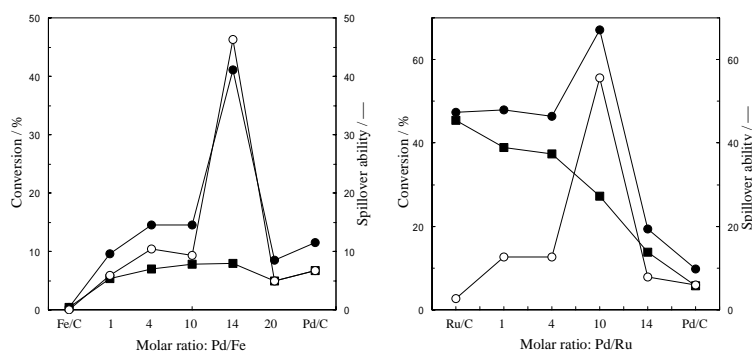 50
40
30
20
10
0
Conversion / %
50
40
30
20
10
0
Spillover ability / —
Fe/C 1 4 10 14 20 Pd/C
Molar ratio: Pd/Fe
60
40
20
0
Conversion / %
60
40
20
0
Spillover ability / —
Ru/C 1 4 10 14 Pd/C
Molar ratio: Pd/Ru